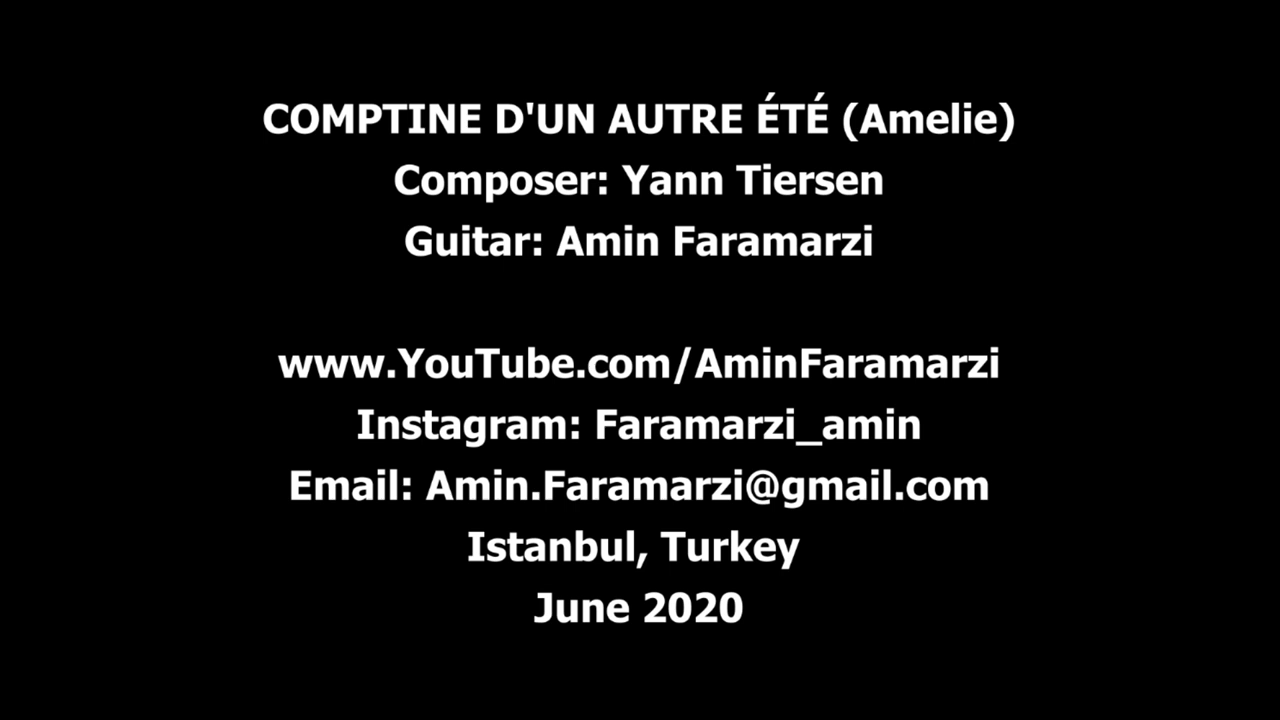 COMPTINE D'UN AUTRE ÉTÉ (Amelie)
Composer: Yann Tiersen
Guitar: Amin Faramarzi
www.YouTube.com/AminFaramarzi
Instagram: Faramarzi_amin
Email: Amin.Faramarzi@gmail.com
Istanbul, Turkey
June 2020